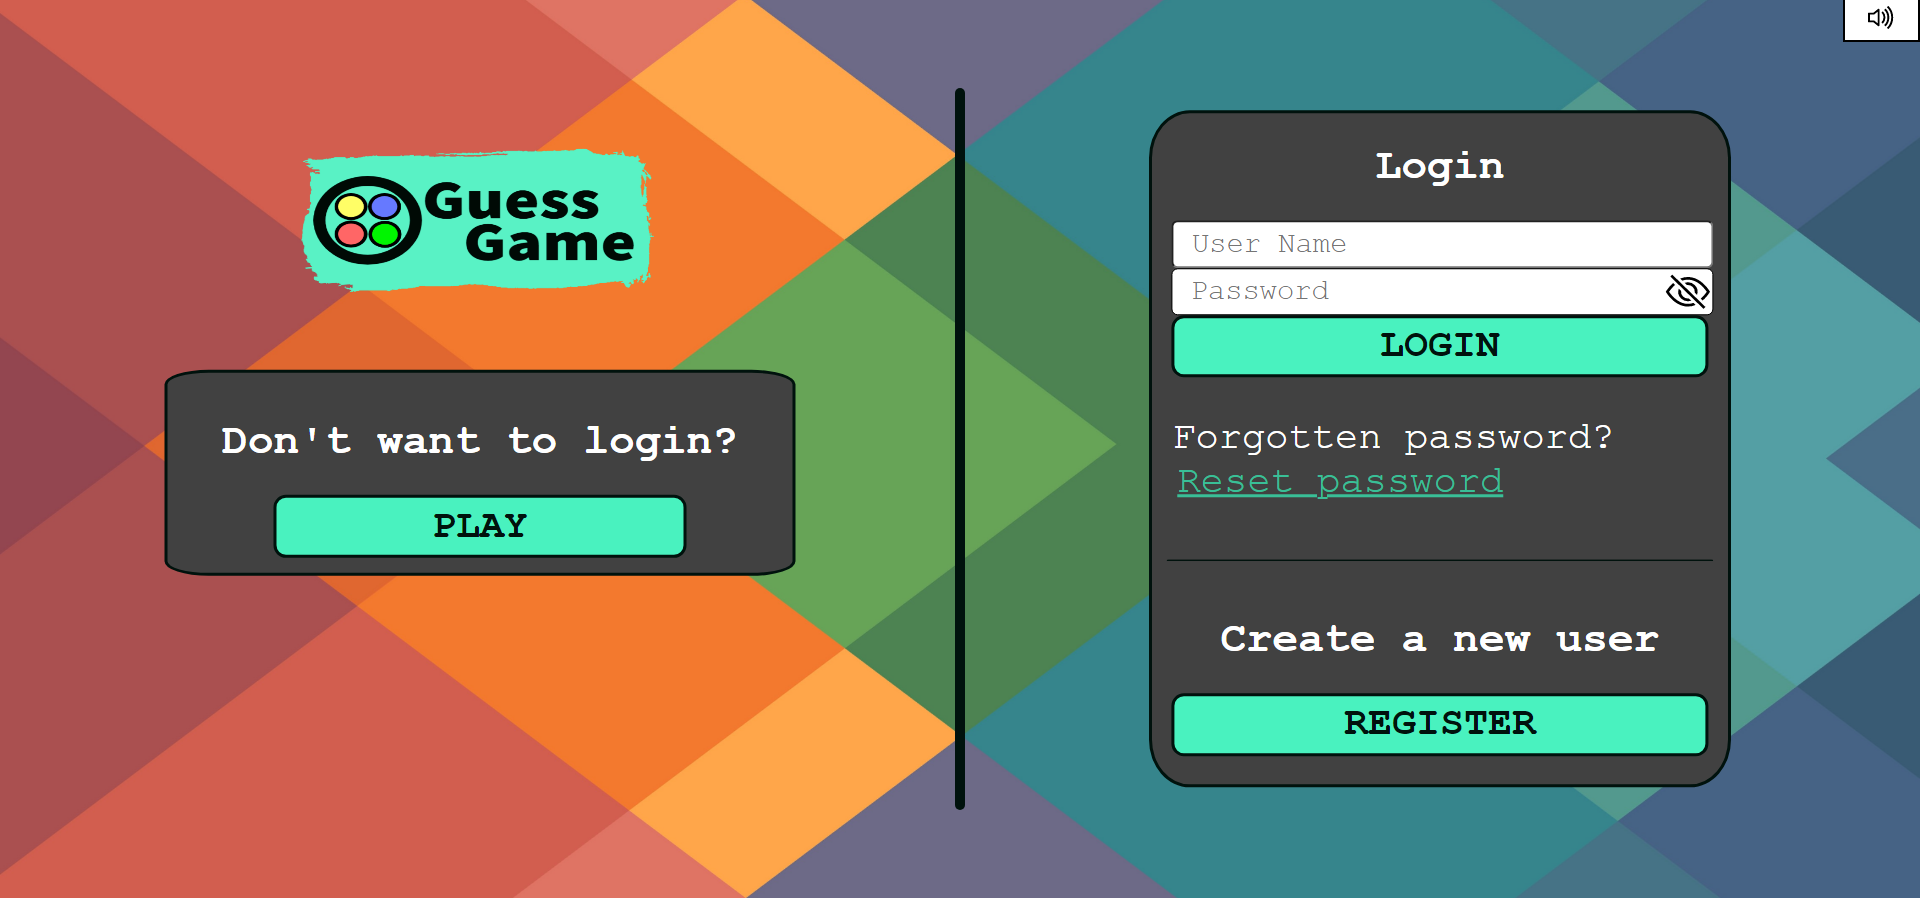 Guess
Game
Don't want to login?
PLAY
Login
User Name
Password
LOGIN
Forgotten password?
Reset password
Create a new user
REGISTER